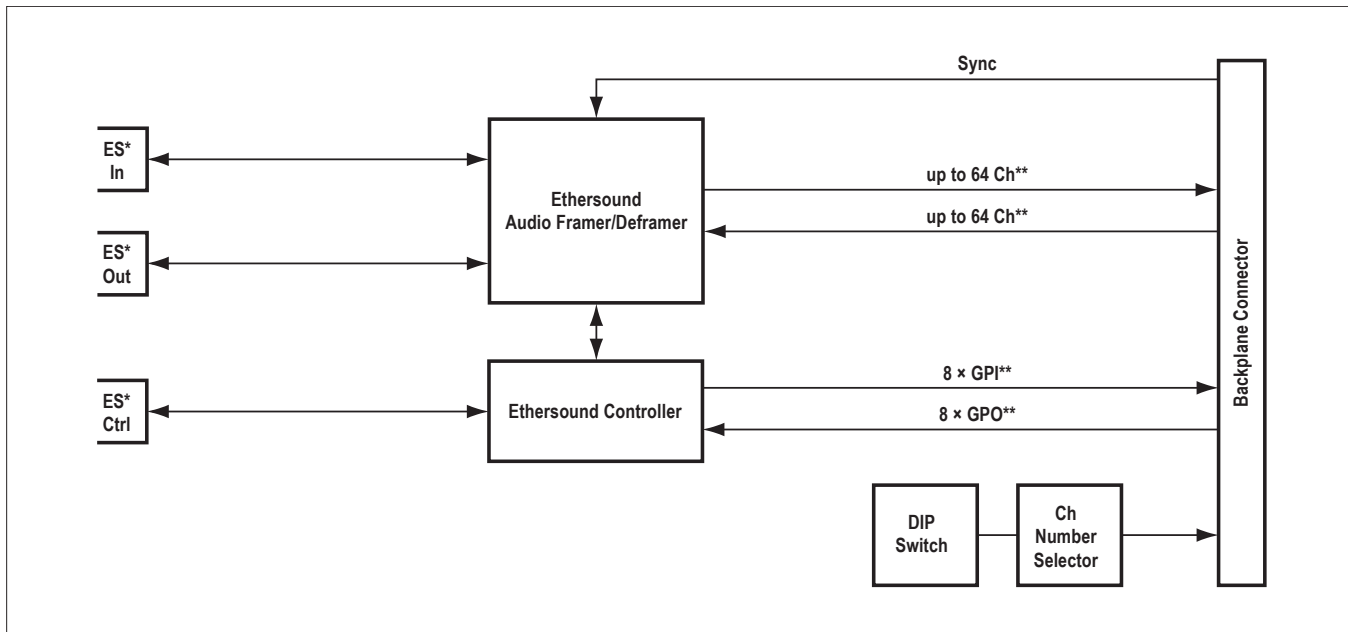 Sync
ES*
In
Ethersound
Audio Framer/Deframer
up to 64 Ch**
up to 64 Ch**
ES*
Out
Backplane Connector
ES*
Ctrl
Ethersound Controller
8 × GPI**
8 × GPO**
DIP
Switch
Ch
Number
Selector